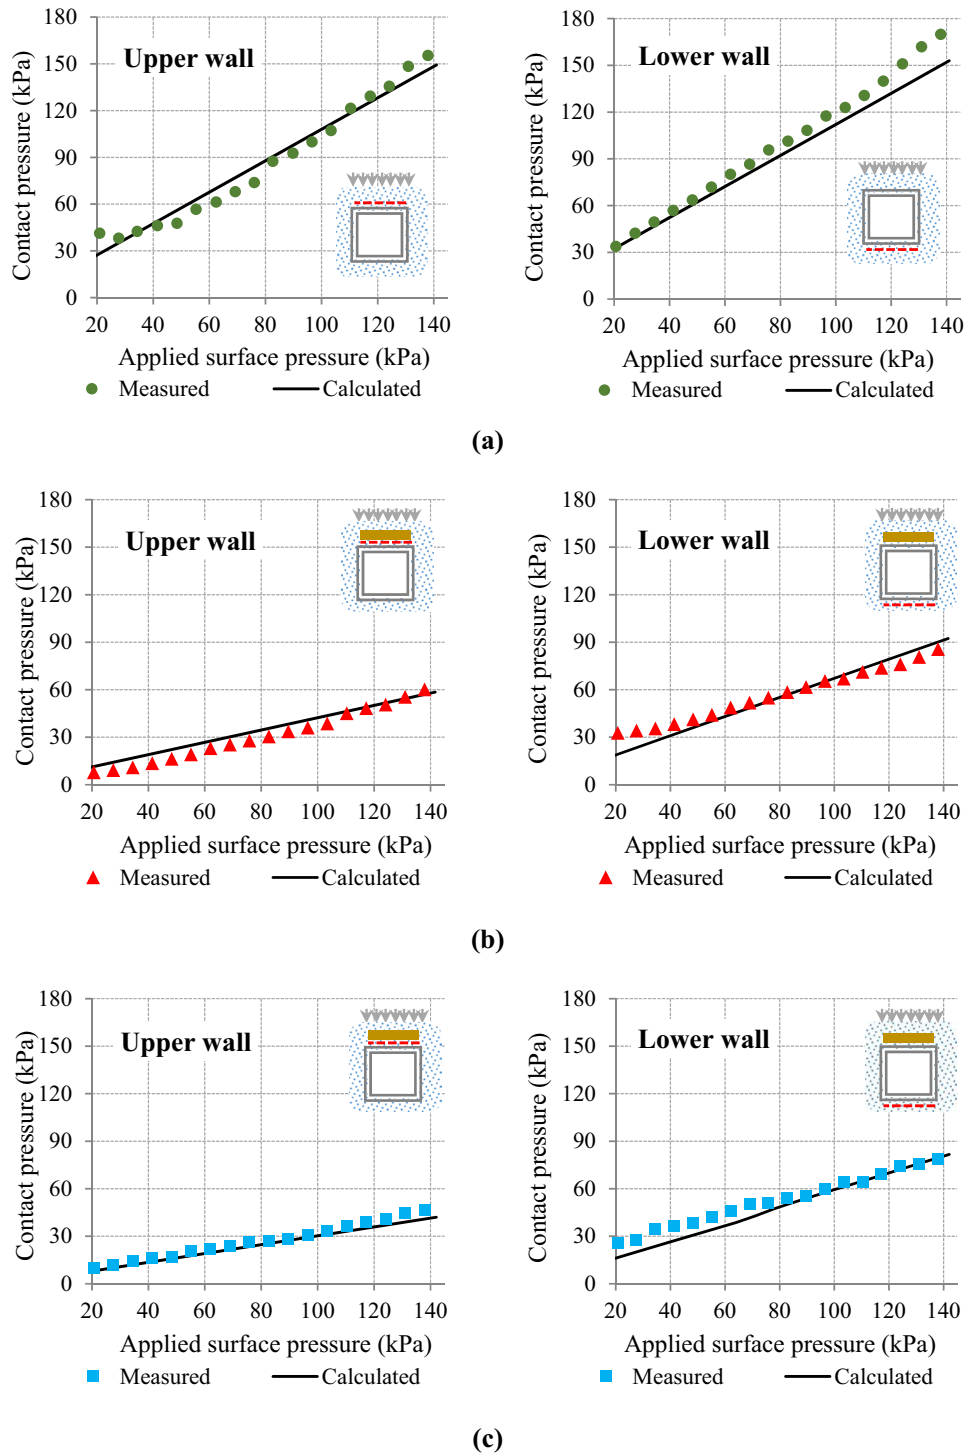 Upper wall
Contact pressure (kPa)
180
150
120
90
60
30
0
20 40 60 80 100 120 140
Applied surface pressure (kPa)
Measured Calculated
Lower wall
Contact pressure (kPa)
180
150
120
90
60
30
0
20 40 60 80 100 120 140
Applied surface pressure (kPa)
Measured Calculated
(a)
Upper wall
Contact pressure (kPa)
180
150
120
90
60
30
0
20 40 60 80 100 120 140
Applied surface pressure (kPa)
Measured Calculated
Lower wall
Contact pressure (kPa)
180
150
120
90
60
30
0
20 40 60 80 100 120 140
Applied surface pressure (kPa)
Measured Calculated
(b)
Upper wall
Contact pressure (kPa)
180
150
120
90
60
30
0
20 40 60 80 100 120 140
Applied surface pressure (kPa)
Measured Calculated
Lower wall
Contact pressure (kPa)
180
150
120
90
60
30
0
20 40 60 80 100 120 140
Applied surface pressure (kPa)
Measured Calculated
(c)